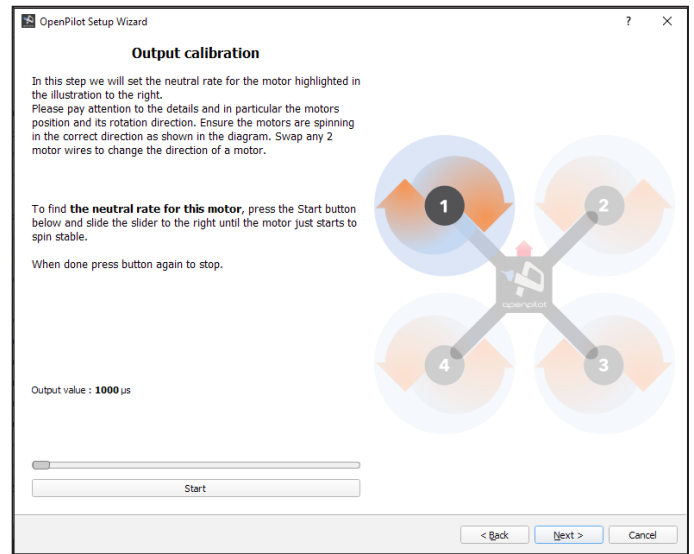 OpenPilot Setup Wizard
?
Output calibration
In this step we will set the neutral rate for the motor highlighted in
the illustration to the right.
Please pay attention to the details and in particular the motors
position and its rotation direction. Ensure the motors are spinning
in the correct direction as shown in the diagram. Swap any 2
motor wires to change the direction of a motor.
To find the neutral rate for this motor, press the Start button
below and slide the slider to the right until the motor just starts to
spin stable.
When done press button again to stop.
1
2
openpilot
4
3
Output value : 1000 µs
Start
< Back
Next >
Cancel